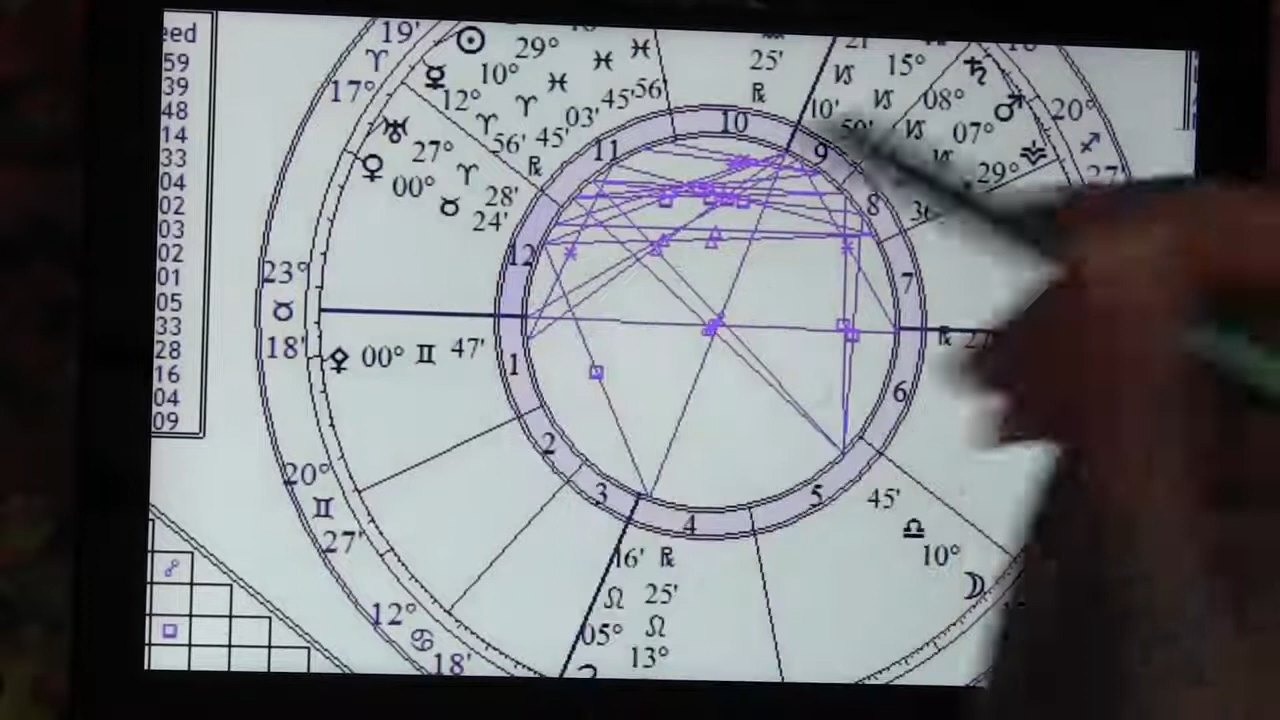 eed
59
39
48
14
33
04
02
03
02
01
05
33
28
16
04
09
19' ♈ 17°
☉ 29° ♓
☿ 10° ♓ 56'
12° ♈ 45'
♈ 03'
56' 45'
℞
♅ 27° ♈ 28'
♀ 00° ♉ 24'
23° ♉ 18'
⚴ 00° ♊ 47'
20° ♊ 27'
12° ♋ 18'
25' ℞
♑ 10'
15° ♑
♄ 08° ♑
♂ 07°
29°
20° ♐ 27'
10
11
9
8
12
7
1
6
2
3
5
4
℞ 27
45' ♎ 10° ☽
16' ℞
♌ 25'
05° ♌
13°